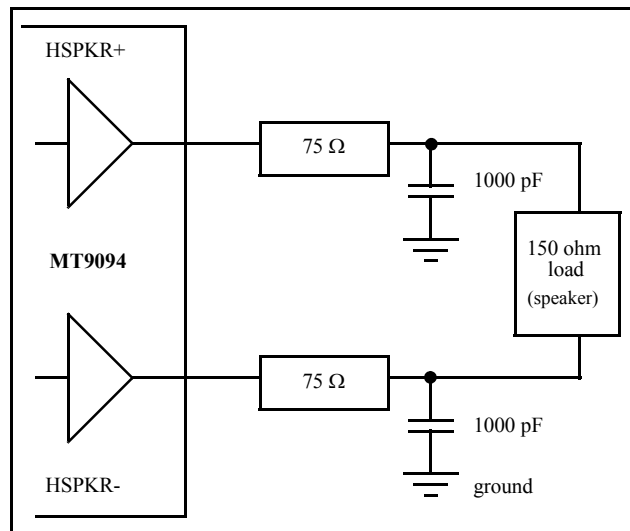 HSPKR+
75 Ω
1000 pF
MT9094
150 ohm
load
(speaker)
75 Ω
1000 pF
HSPKR-
ground